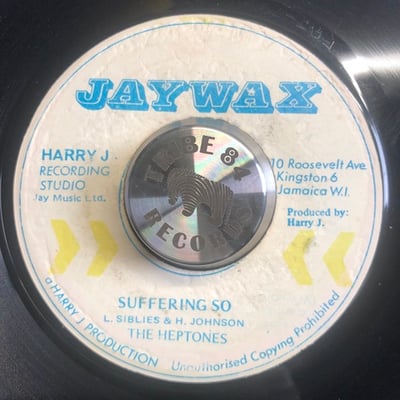 JAYWAX
HARRY J
RECORDING
STUDIO
Jay Music Ltd.
TRIBE 84
RECORDS
10 Roosevelt Ave
Kingston 6
Jamaica W.I.
Produced by:
Harry J.
SUFFERING SO
L. SIBLIES & H. JOHNSON
THE HEPTONES
a HARRY J PRODUCTION
Unauthorised Copying Prohibited